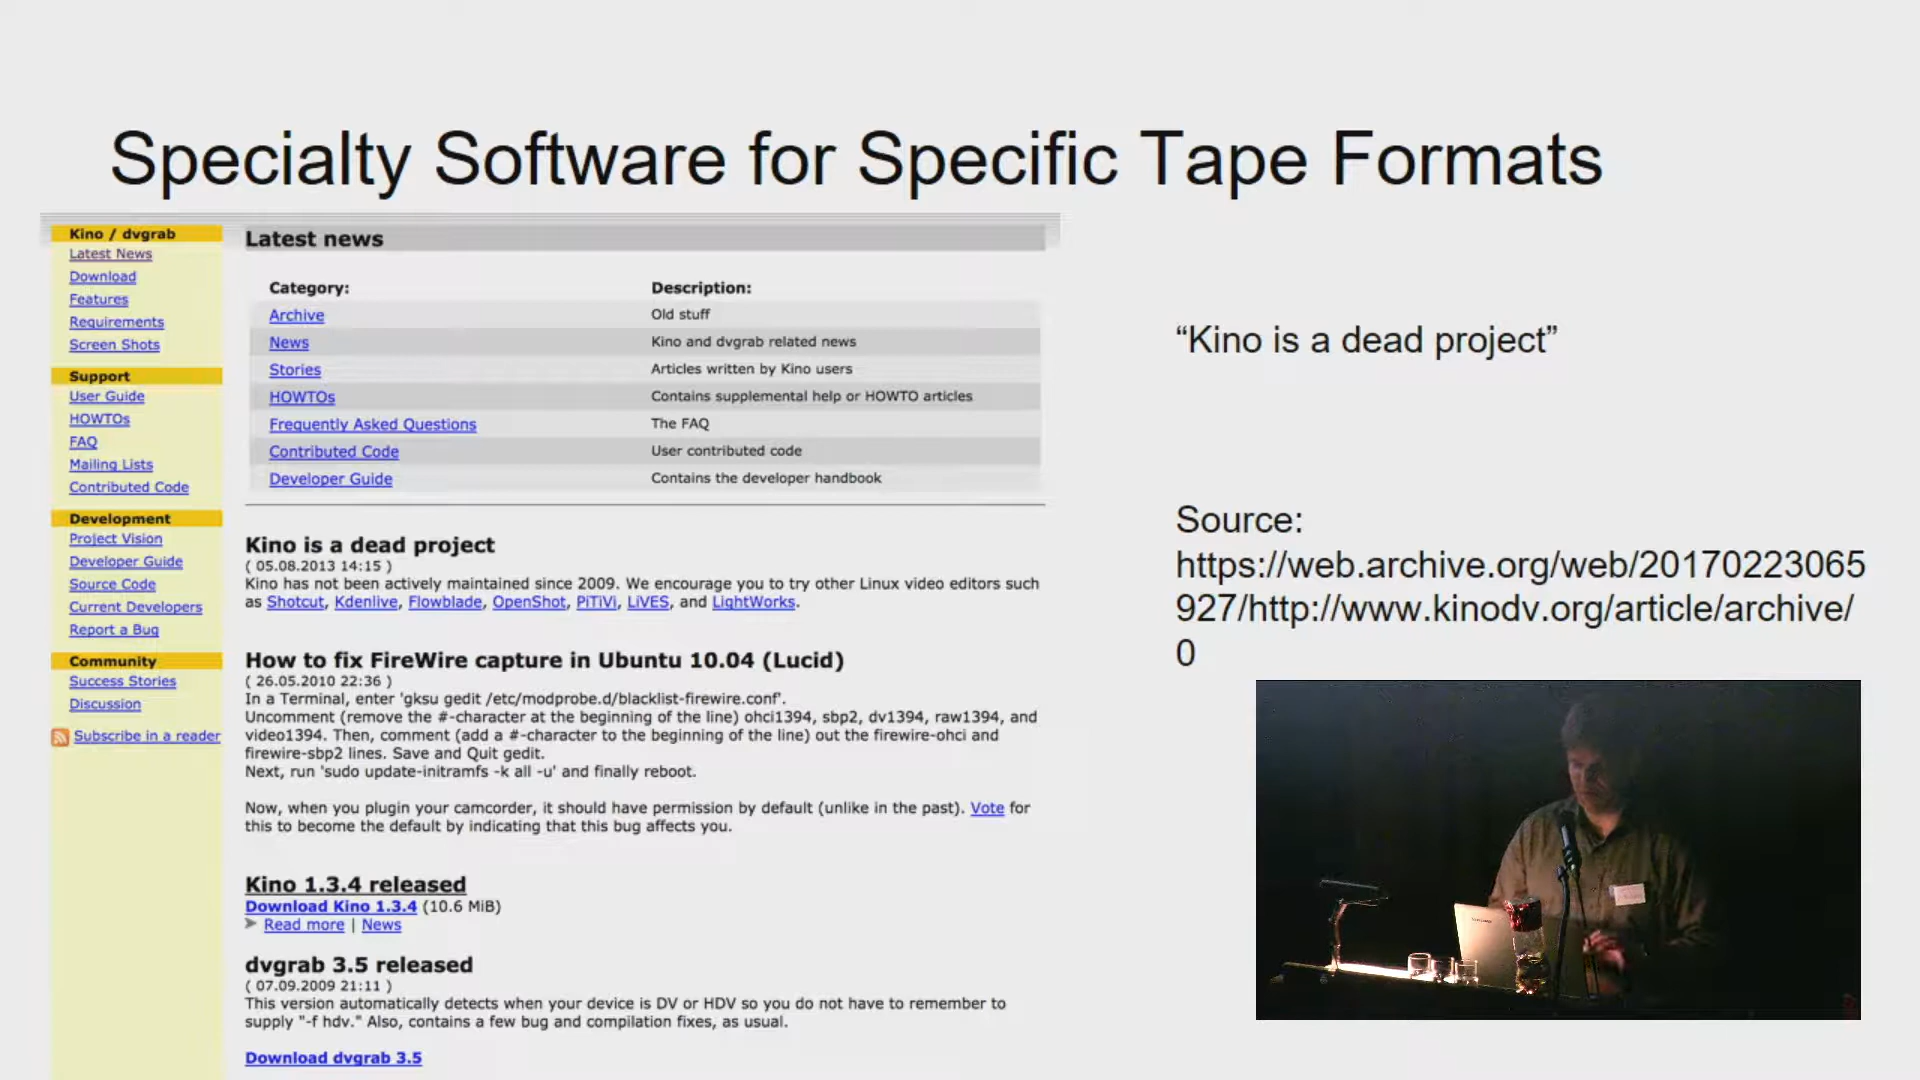 Specialty Software for Specific Tape Formats
Kino / dvgrab
Latest News
Download
Features
Requirements
Screen Shots
Support
User Guide
HOWTOs
FAQ
Mailing Lists
Contributed Code
Development
Project Vision
Developer Guide
Source Code
Current Developers
Report a Bug
Community
Success Stories
Discussion
Subscribe in a reader
Latest news
Category: Description:
Archive Old stuff
News Kino and dvgrab related news
Stories Articles written by Kino users
HOWTOs Contains supplemental help or HOWTO articles
Frequently Asked Questions The FAQ
Contributed Code User contributed code
Developer Guide Contains the developer handbook
Kino is a dead project
( 05.08.2013 14:15 )
Kino has not been actively maintained since 2009. We encourage you to try other Linux video editors such
as Shotcut, Kdenlive, Flowblade, OpenShot, PiTiVi, LiVES, and LightWorks.
How to fix FireWire capture in Ubuntu 10.04 (Lucid)
( 26.05.2010 22:36 )
In a Terminal, enter 'gksu gedit /etc/modprobe.d/blacklist-firewire.conf'.
Uncomment (remove the #-character at the beginning of the line) ohci1394, sbp2, dv1394, raw1394, and
video1394. Then, comment (add a #-character to the beginning of the line) out the firewire-ohci and
firewire-sbp2 lines. Save and Quit gedit.
Next, run 'sudo update-initramfs -k all -u' and finally reboot.
Now, when you plugin your camcorder, it should have permission by default (unlike in the past). Vote for
this to become the default by indicating that this bug affects you.
Kino 1.3.4 released
Download Kino 1.3.4 (10.6 MiB)
Read more | News
dvgrab 3.5 released
( 07.09.2009 21:11 )
This version automatically detects when your device is DV or HDV so you do not have to remember to
supply "-f hdv." Also, contains a few bug and compilation fixes, as usual.
Download dvgrab 3.5
“Kino is a dead project”
Source:
https://web.archive.org/web/20170223065
927/http://www.kinodv.org/article/archive/
0